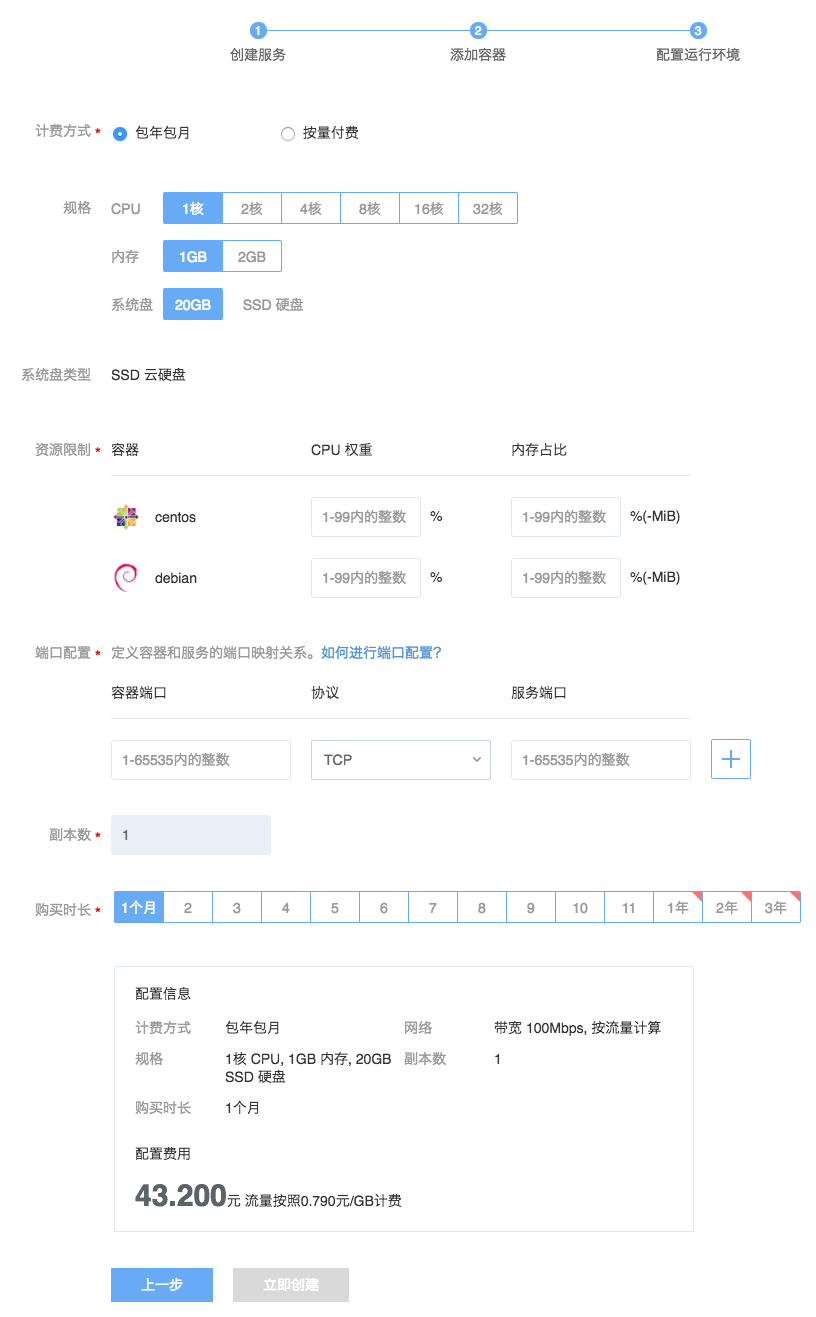 1 2 3
创建服务 添加容器 配置运行环境
计费方式 * 包年包月 按量付费
规格 CPU 1核 2核 4核 8核 16核 32核
内存 1GB 2GB
系统盘 20GB SSD 硬盘
系统盘类型 SSD 云硬盘
资源限制 * 容器 CPU 权重 内存占比
centos 1-99内的整数 % 1-99内的整数 %(-MiB)
debian 1-99内的整数 % 1-99内的整数 %(-MiB)
端口配置 * 定义容器和服务的端口映射关系。如何进行端口配置?
容器端口 协议 服务端口
1-65535内的整数 TCP 1-65535内的整数
副本数 * 1
购买时长 * 1个月 2 3 4 5 6 7 8 9 10 11 1年 2年 3年
配置信息
计费方式 包年包月 网络 带宽 100Mbps, 按流量计算
规格 1核 CPU, 1GB 内存, 20GB 副本数 1
SSD 硬盘
购买时长 1个月
配置费用
43.200元 流量按照0.790元/GB计费
上一步 立即创建